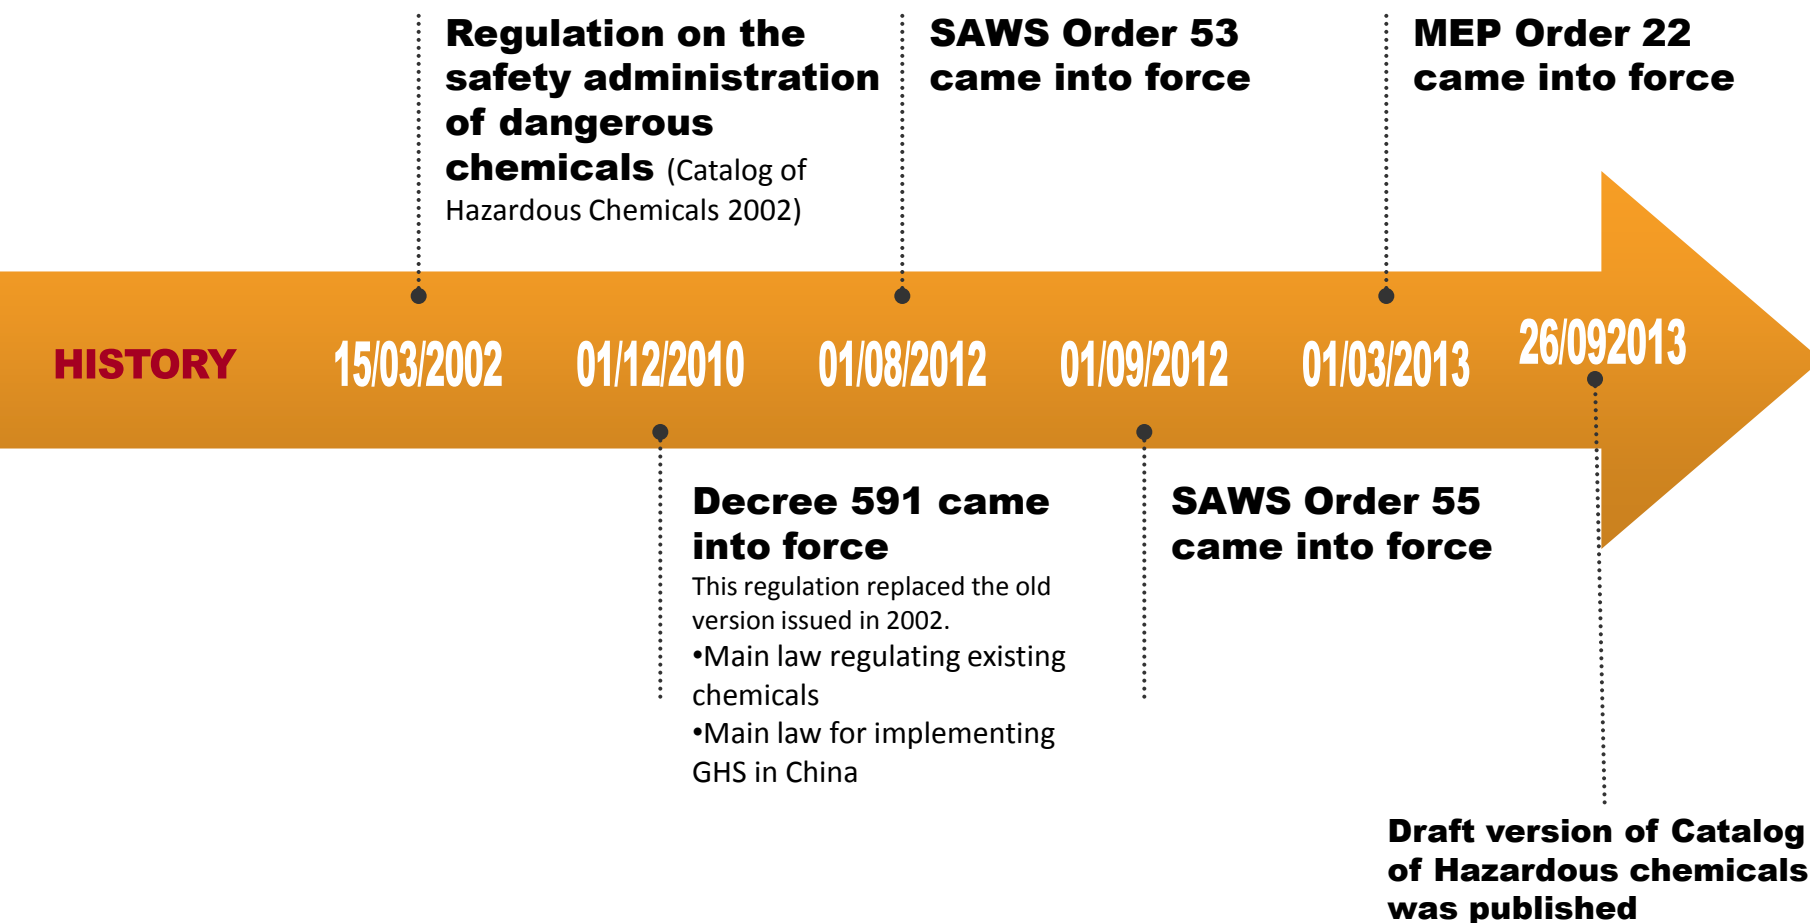 Regulation on the
safety administration
of dangerous
chemicals (Catalog of
Hazardous Chemicals 2002)
SAWS Order 53
came into force
MEP Order 22
came into force
HISTORY
15/03/2002
01/12/2010
01/08/2012
01/09/2012
01/03/2013
26/092013
Decree 591 came
into force
This regulation replaced the old
version issued in 2002.
•Main law regulating existing
chemicals
•Main law for implementing
GHS in China
SAWS Order 55
came into force
Draft version of Catalog
of Hazardous chemicals
was published